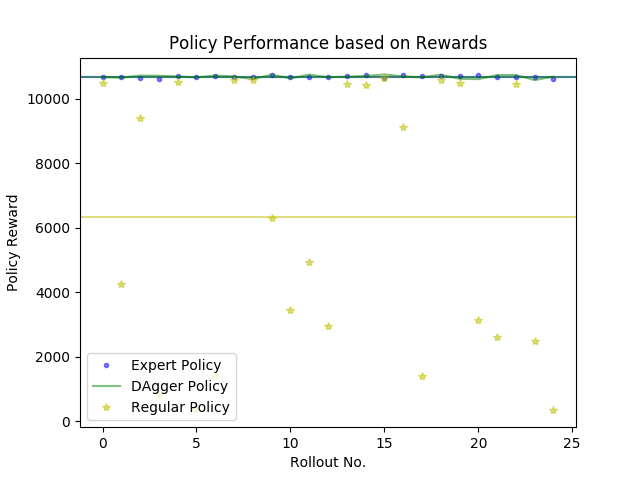 Policy Performance based on Rewards
10000
8000
6000
4000
2000
0
Policy Reward
Expert Policy
DAgger Policy
Regular Policy
0 5 10 15 20 25
Rollout No.